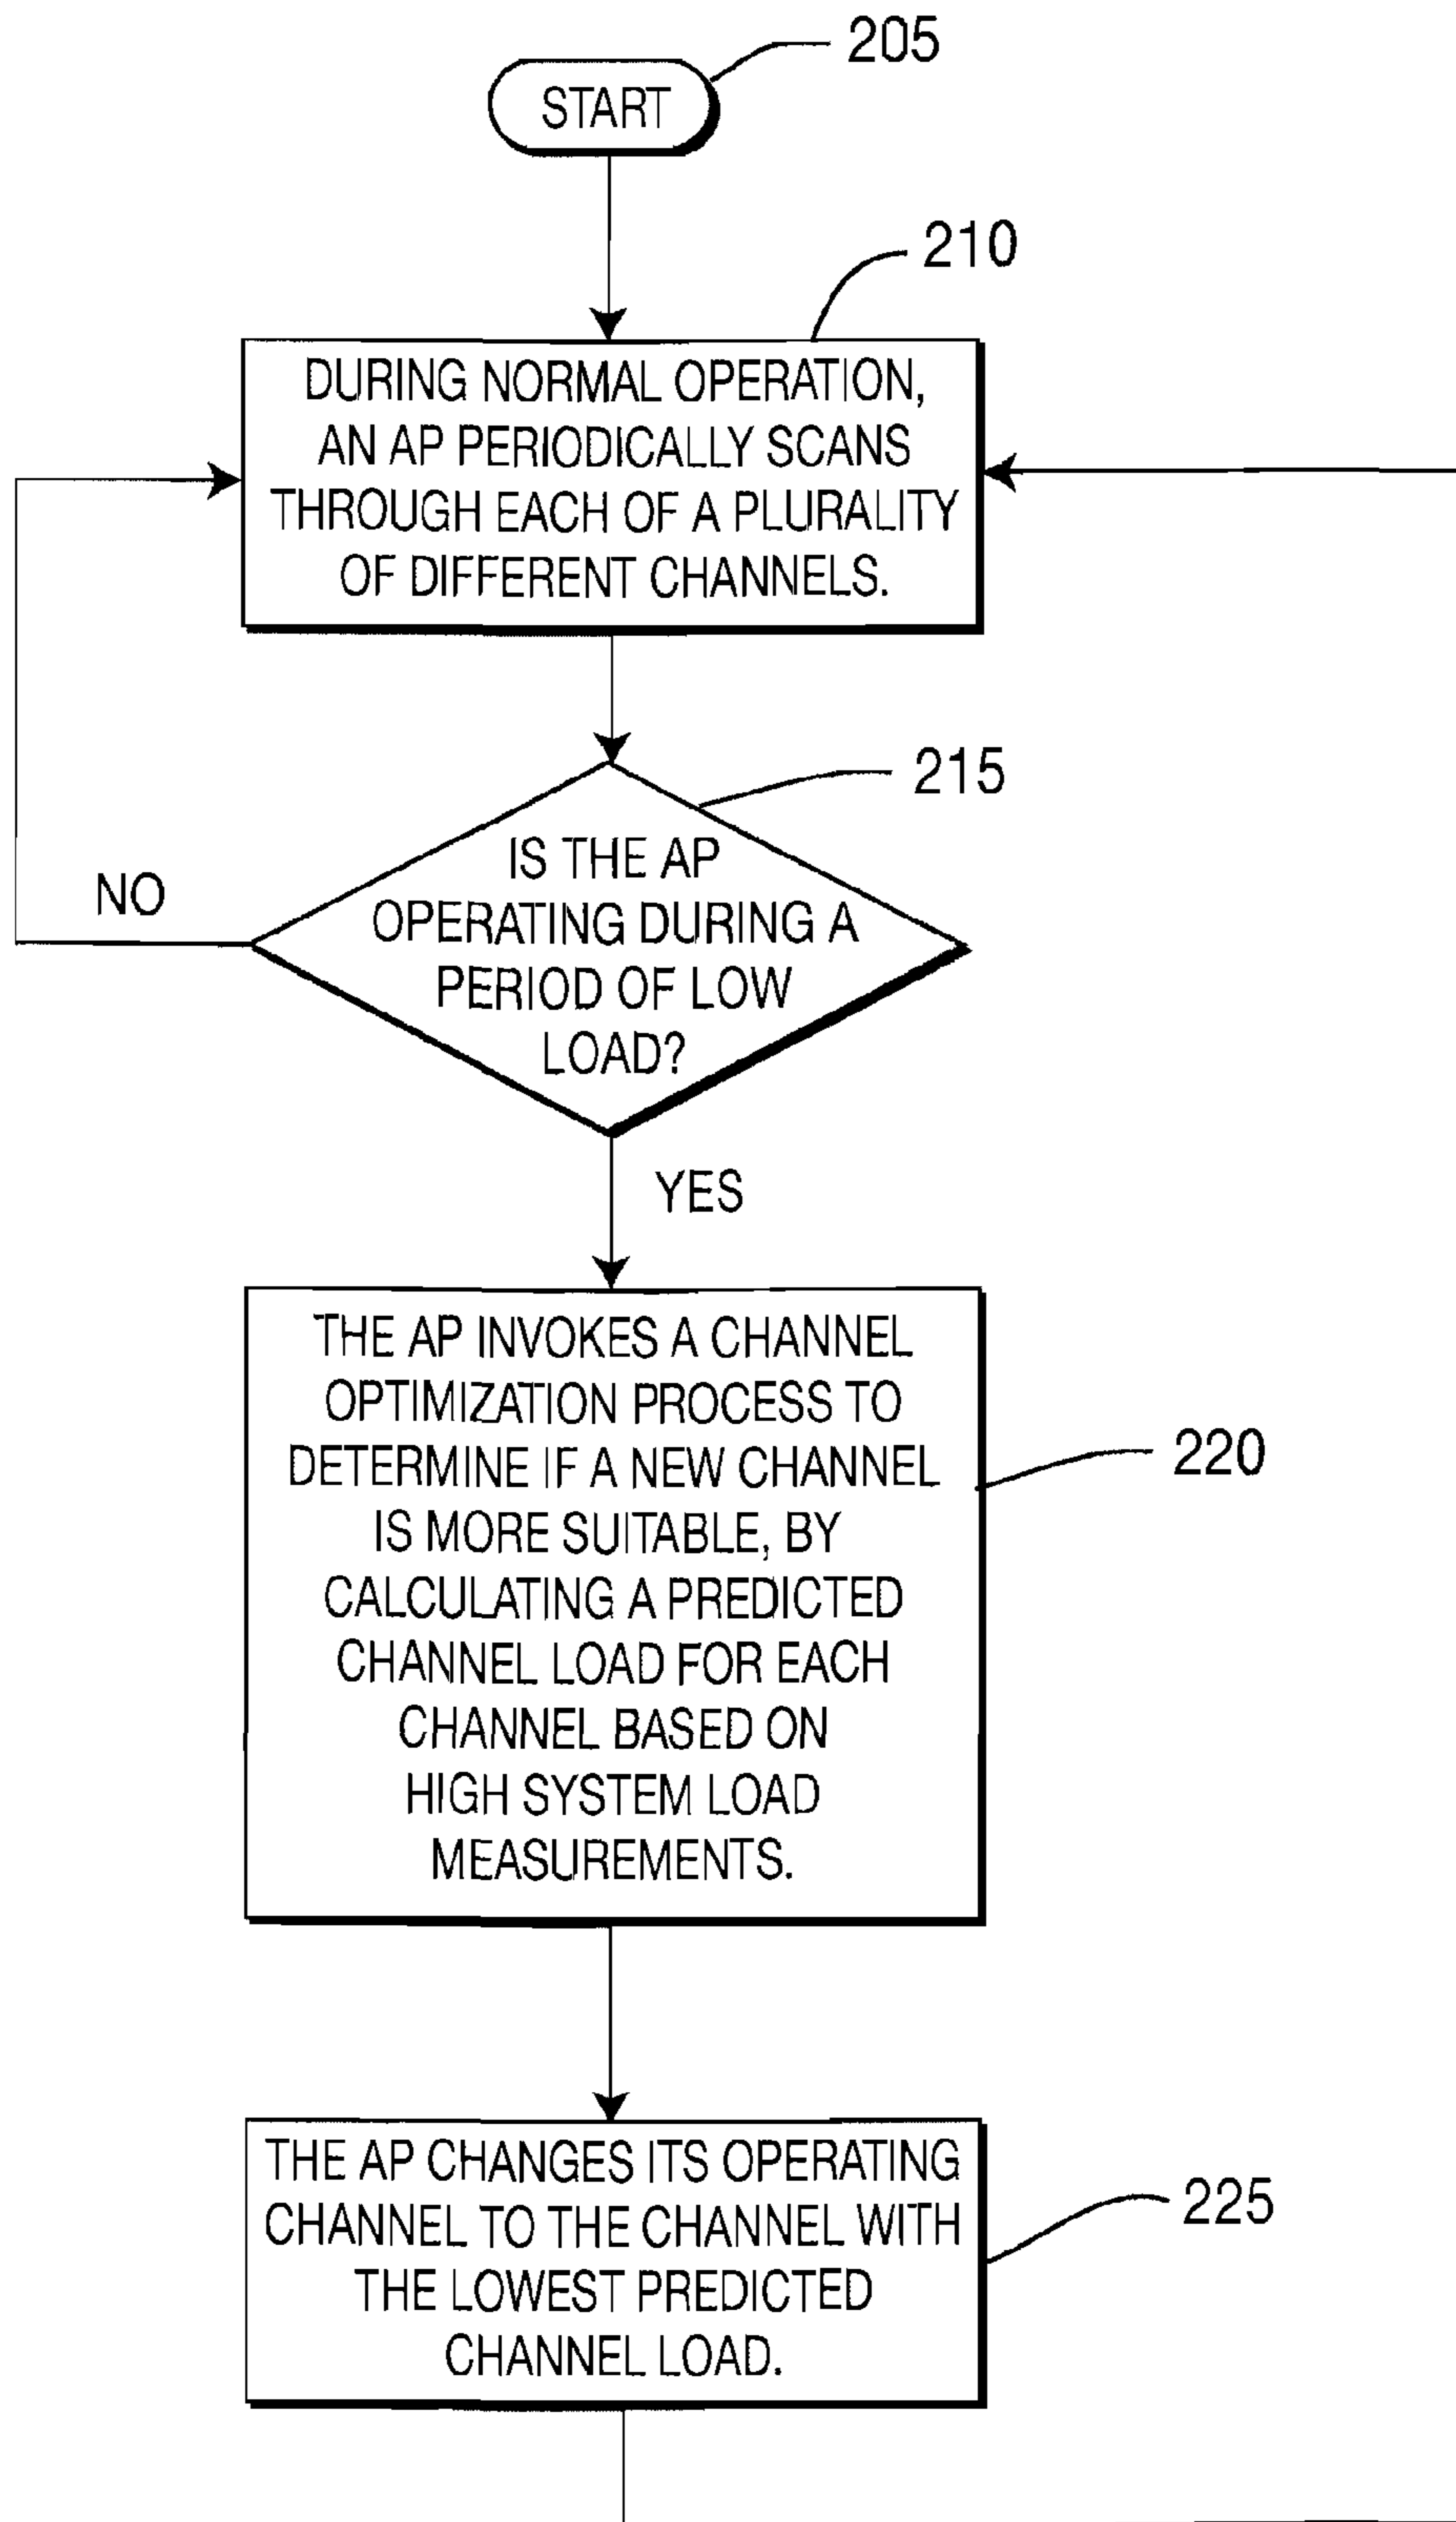 205
START
210
DURING NORMAL OPERATION,
AN AP PERIODICALLY SCANS
THROUGH EACH OF A PLURALITY
OF DIFFERENT CHANNELS.
215
IS THE AP
OPERATING DURING A
PERIOD OF LOW
LOAD?
NO
YES
THE AP INVOKES A CHANNEL
OPTIMIZATION PROCESS TO
DETERMINE IF A NEW CHANNEL
IS MORE SUITABLE, BY
CALCULATING A PREDICTED
CHANNEL LOAD FOR EACH
CHANNEL BASED ON
HIGH SYSTEM LOAD
MEASUREMENTS.
220
THE AP CHANGES ITS OPERATING
CHANNEL TO THE CHANNEL WITH
THE LOWEST PREDICTED
CHANNEL LOAD.
225